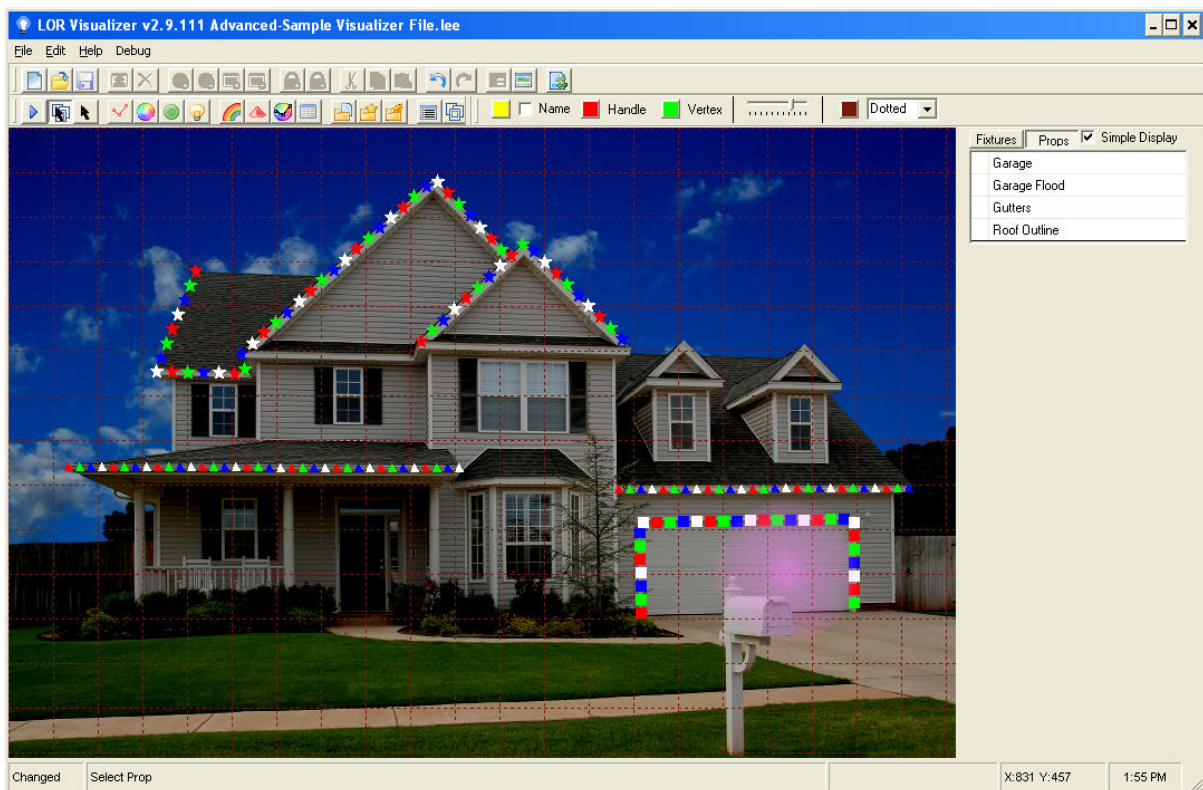 LOR Visualizer v2.9.111 Advanced-Sample Visualizer File.lee
File Edit Help Debug
Name Handle Vertex Dotted
Fixtures Props Simple Display
Garage
Garage Flood
Gutters
Roof Outline
Changed Select Prop X:831 Y:457 1:55 PM